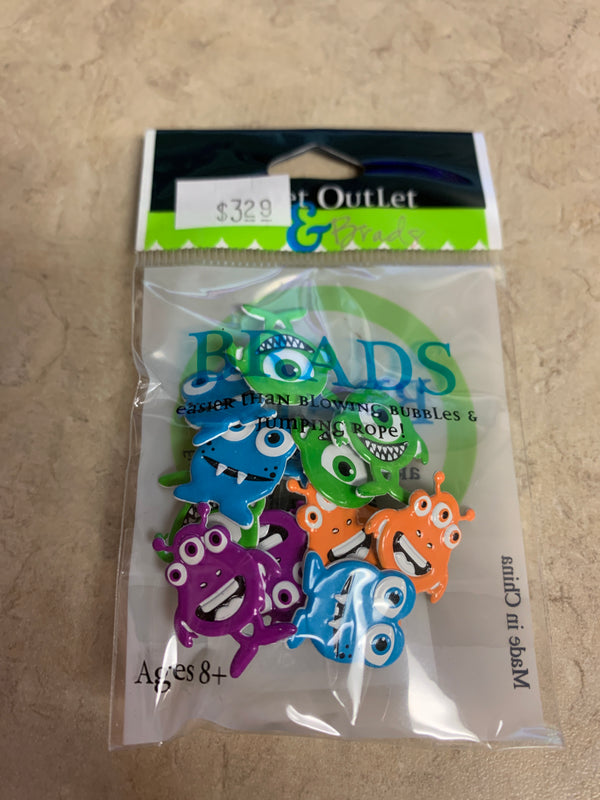 et Outlet
$3.29
& Brads
BRADS
easier than blowing bubbles &
jumping rope!
Ages 8+
Made in China